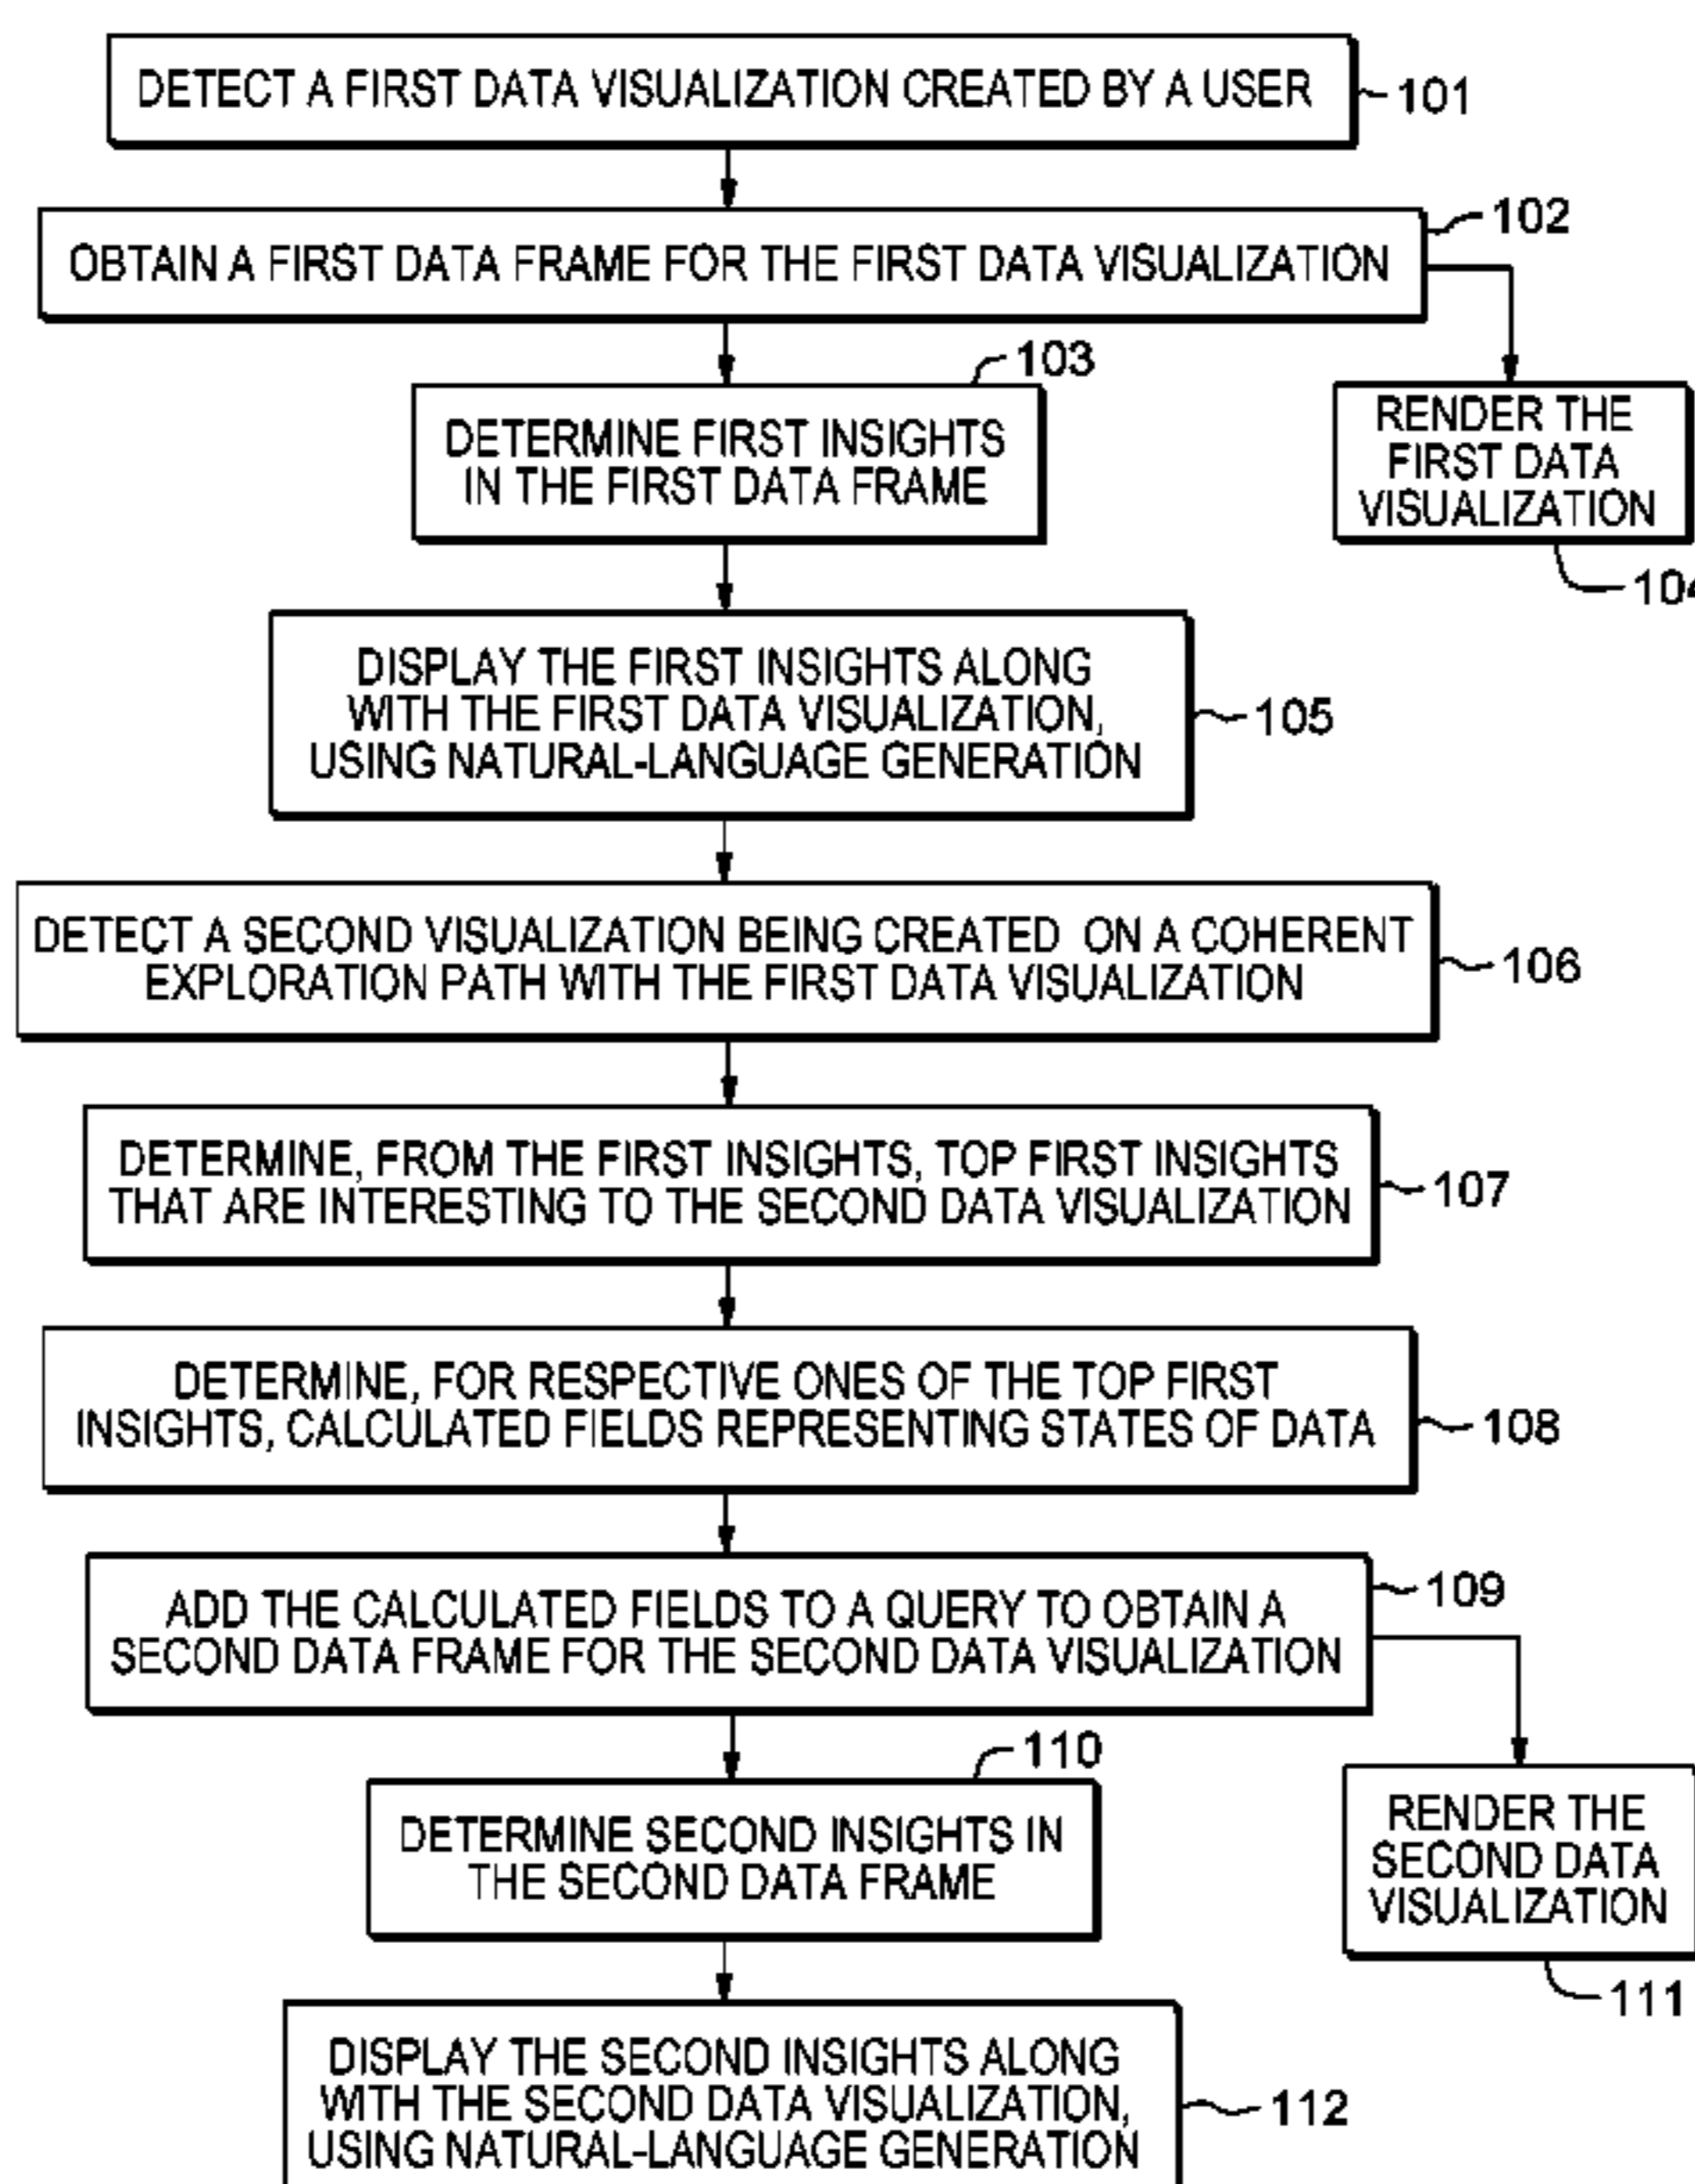 DETECT A FIRST DATA VISUALIZATION CREATED BY A USER
101
OBTAIN A FIRST DATA FRAME FOR THE FIRST DATA VISUALIZATION
102
103
DETERMINE FIRST INSIGHTS
IN THE FIRST DATA FRAME
RENDER THE
FIRST DATA
VISUALIZATION
DISPLAY THE FIRST INSIGHTS ALONG
WITH THE FIRST DATA VISUALIZATION,
USING NATURAL-LANGUAGE GENERATION
105
DETECT A SECOND VISUALIZATION BEING CREATED ON A COHERENT
EXPLORATION PATH WITH THE FIRST DATA VISUALIZATION
106
DETERMINE, FROM THE FIRST INSIGHTS, TOP FIRST INSIGHTS
THAT ARE INTERESTING TO THE SECOND DATA VISUALIZATION
107
DETERMINE, FOR RESPECTIVE ONES OF THE TOP FIRST
INSIGHTS, CALCULATED FIELDS REPRESENTING STATES OF DATA
108
ADD THE CALCULATED FIELDS TO A QUERY TO OBTAIN A
SECOND DATA FRAME FOR THE SECOND DATA VISUALIZATION
109
110
DETERMINE SECOND INSIGHTS IN
THE SECOND DATA FRAME
RENDER THE
SECOND DATA
VISUALIZATION
111
DISPLAY THE SECOND INSIGHTS ALONG
WITH THE SECOND DATA VISUALIZATION,
USING NATURAL-LANGUAGE GENERATION
112